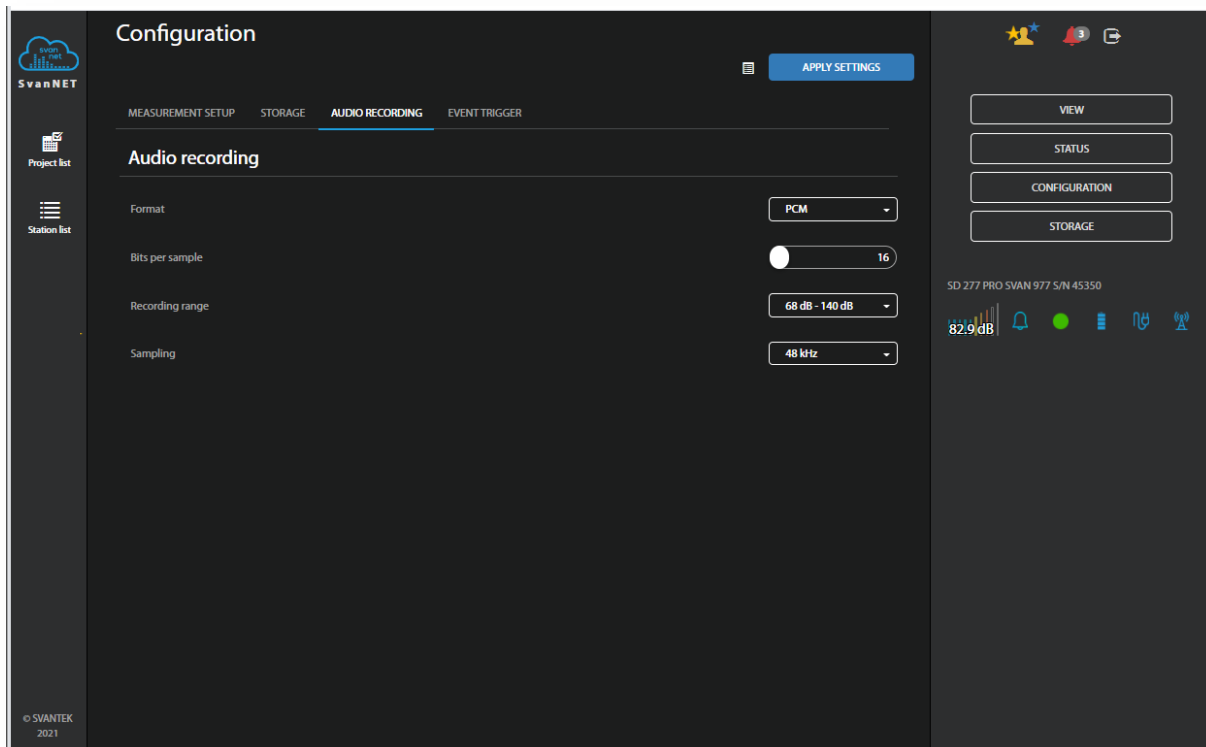 svan
net
SvanNET
Project list
Station list
© SVANTEK
2021
Configuration
APPLY SETTINGS
MEASUREMENT SETUP STORAGE AUDIO RECORDING EVENT TRIGGER
Audio recording
Format PCM
Bits per sample 16
Recording range 68 dB - 140 dB
Sampling 48 kHz
3
VIEW
STATUS
CONFIGURATION
STORAGE
SD 277 PRO SVAN 977 S/N 45350
82.9 dB